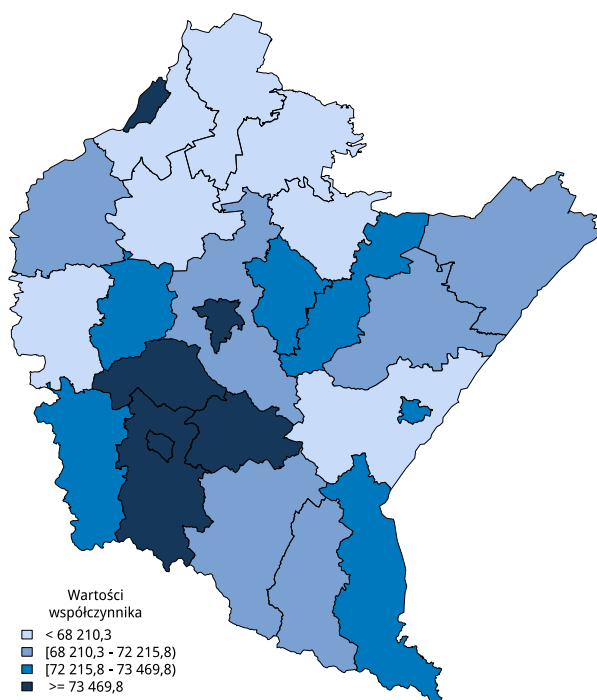 Wartości
współczynnika
< 68 210,3
[68 210,3 - 72 215,8)
[72 215,8 - 73 469,8)
>= 73 469,8